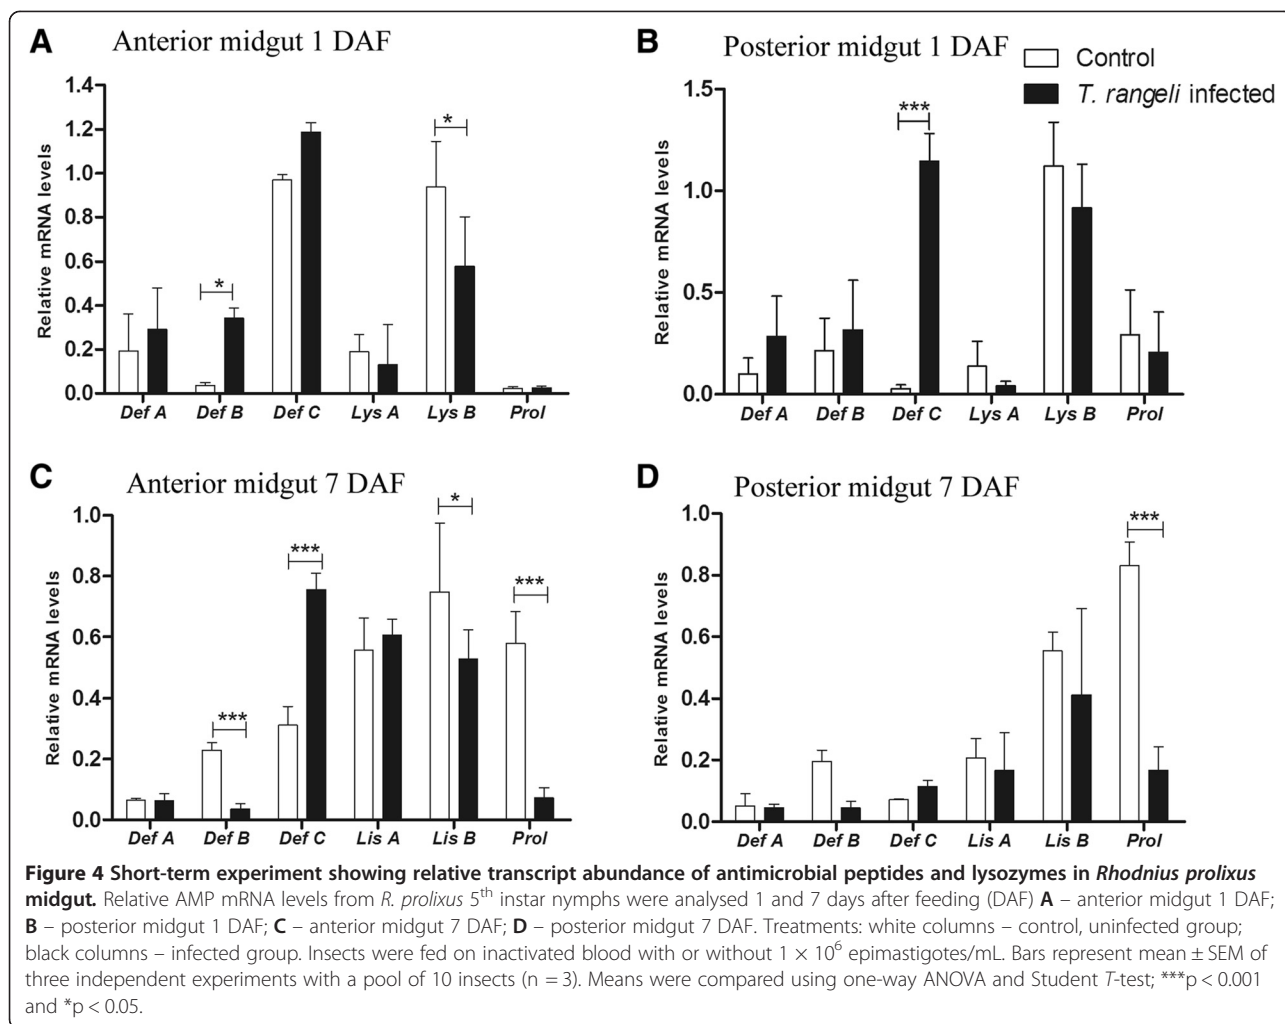 A Anterior midgut 1 DAF
Relative mRNA levels
1.4
1.2
1.0
0.8
0.6
0.4
0.2
0.0
*
*
Def A Def B Def C Lys A Lys B Prol
B Posterior midgut 1 DAF
Control
T. rangeli infected
Relative mRNA levels
1.5
1.0
0.5
0.0
***
Def A Def B Def C Lys A Lys B Prol
C Anterior midgut 7 DAF
Relative mRNA levels
1.0
0.8
0.6
0.4
0.2
0.0
***
***
*
***
Def A Def B Def C Lis A Lis B Prol
D Posterior midgut 7 DAF
Relative mRNA levels
1.0
0.8
0.6
0.4
0.2
0.0
***
Def A Def B Def C Lis A Lis B Prol
Figure 4 Short-term experiment showing relative transcript abundance of antimicrobial peptides and lysozymes in Rhodnius prolixus
midgut. Relative AMP mRNA levels from R. prolixus 5th instar nymphs were analysed 1 and 7 days after feeding (DAF) A – anterior midgut 1 DAF;
B – posterior midgut 1 DAF; C – anterior midgut 7 DAF; D – posterior midgut 7 DAF. Treatments: white columns – control, uninfected group;
black columns – infected group. Insects were fed on inactivated blood with or without 1 × 10⁶ epimastigotes/mL. Bars represent mean ± SEM of
three independent experiments with a pool of 10 insects (n = 3). Means were compared using one-way ANOVA and Student T-test; ***p < 0.001
and *p < 0.05.